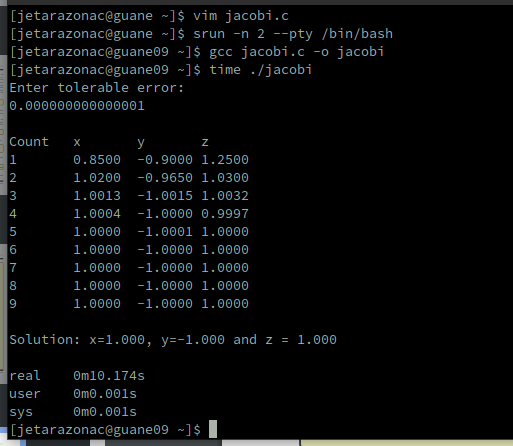 [jetarazonac@guane ~]$ vim jacobi.c
[jetarazonac@guane ~]$ srun -n 2 --pty /bin/bash
[jetarazonac@guane09 ~]$ gcc jacobi.c -o jacobi
[jetarazonac@guane09 ~]$ time ./jacobi
Enter tolerable error:
0.000000000000001
Count x y z
1 0.8500 -0.9000 1.2500
2 1.0200 -0.9650 1.0300
3 1.0013 -1.0015 1.0032
4 1.0004 -1.0000 0.9997
5 1.0000 -1.0001 1.0000
6 1.0000 -1.0000 1.0000
7 1.0000 -1.0000 1.0000
8 1.0000 -1.0000 1.0000
9 1.0000 -1.0000 1.0000
Solution: x=1.000, y=-1.000 and z = 1.000
real 0m10.174s
user 0m0.001s
sys 0m0.001s
[jetarazonac@guane09 ~]$